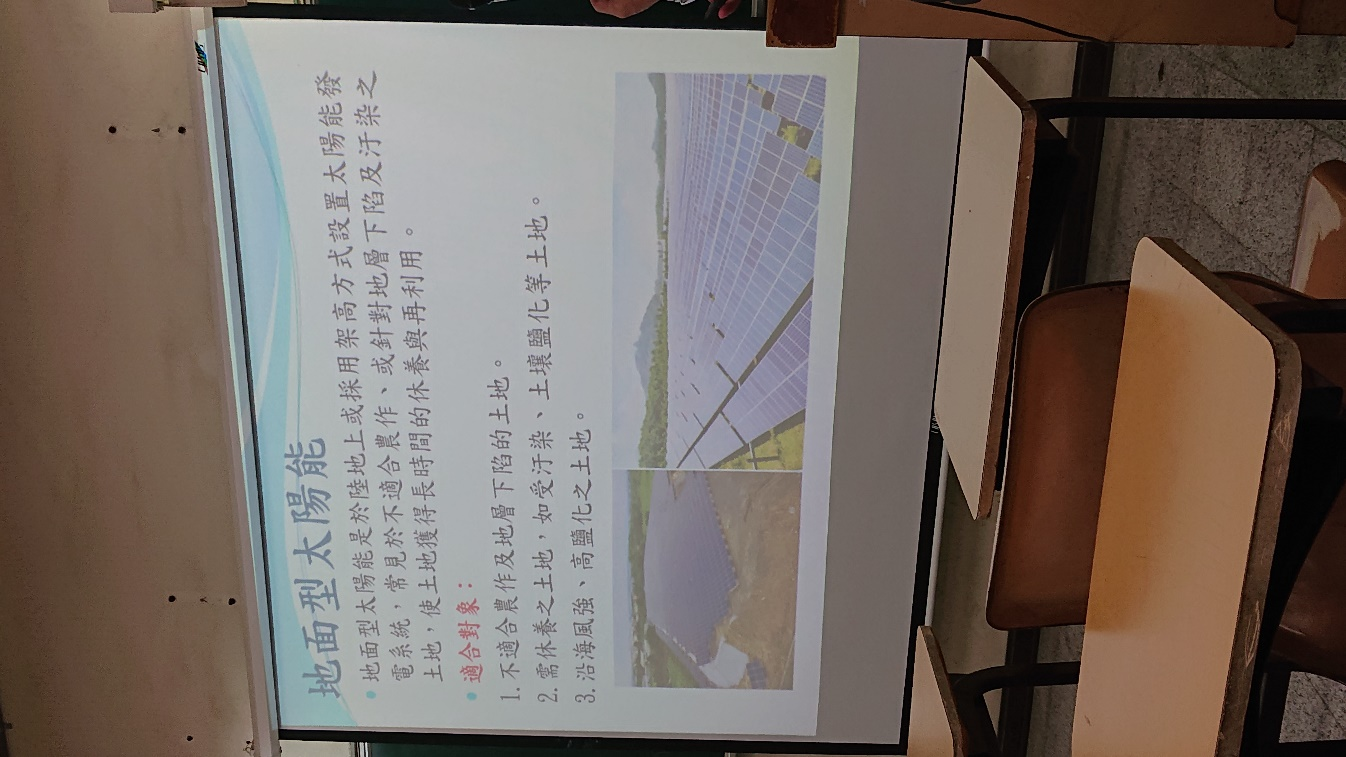 地面型太陽能
地面型太陽能是於陸地上或採用架高方式設置太陽能發
電系統，常見於不適合農作、或針對地層下陷及汙染之
土地，使土地獲得長時間的休養與再利用。
適合對象：
1. 不適合農作及地層下陷的土地。
2. 需休養之土地，如受汙染、土壤鹽化等土地。
3. 沿海風強、高鹽化之土地。